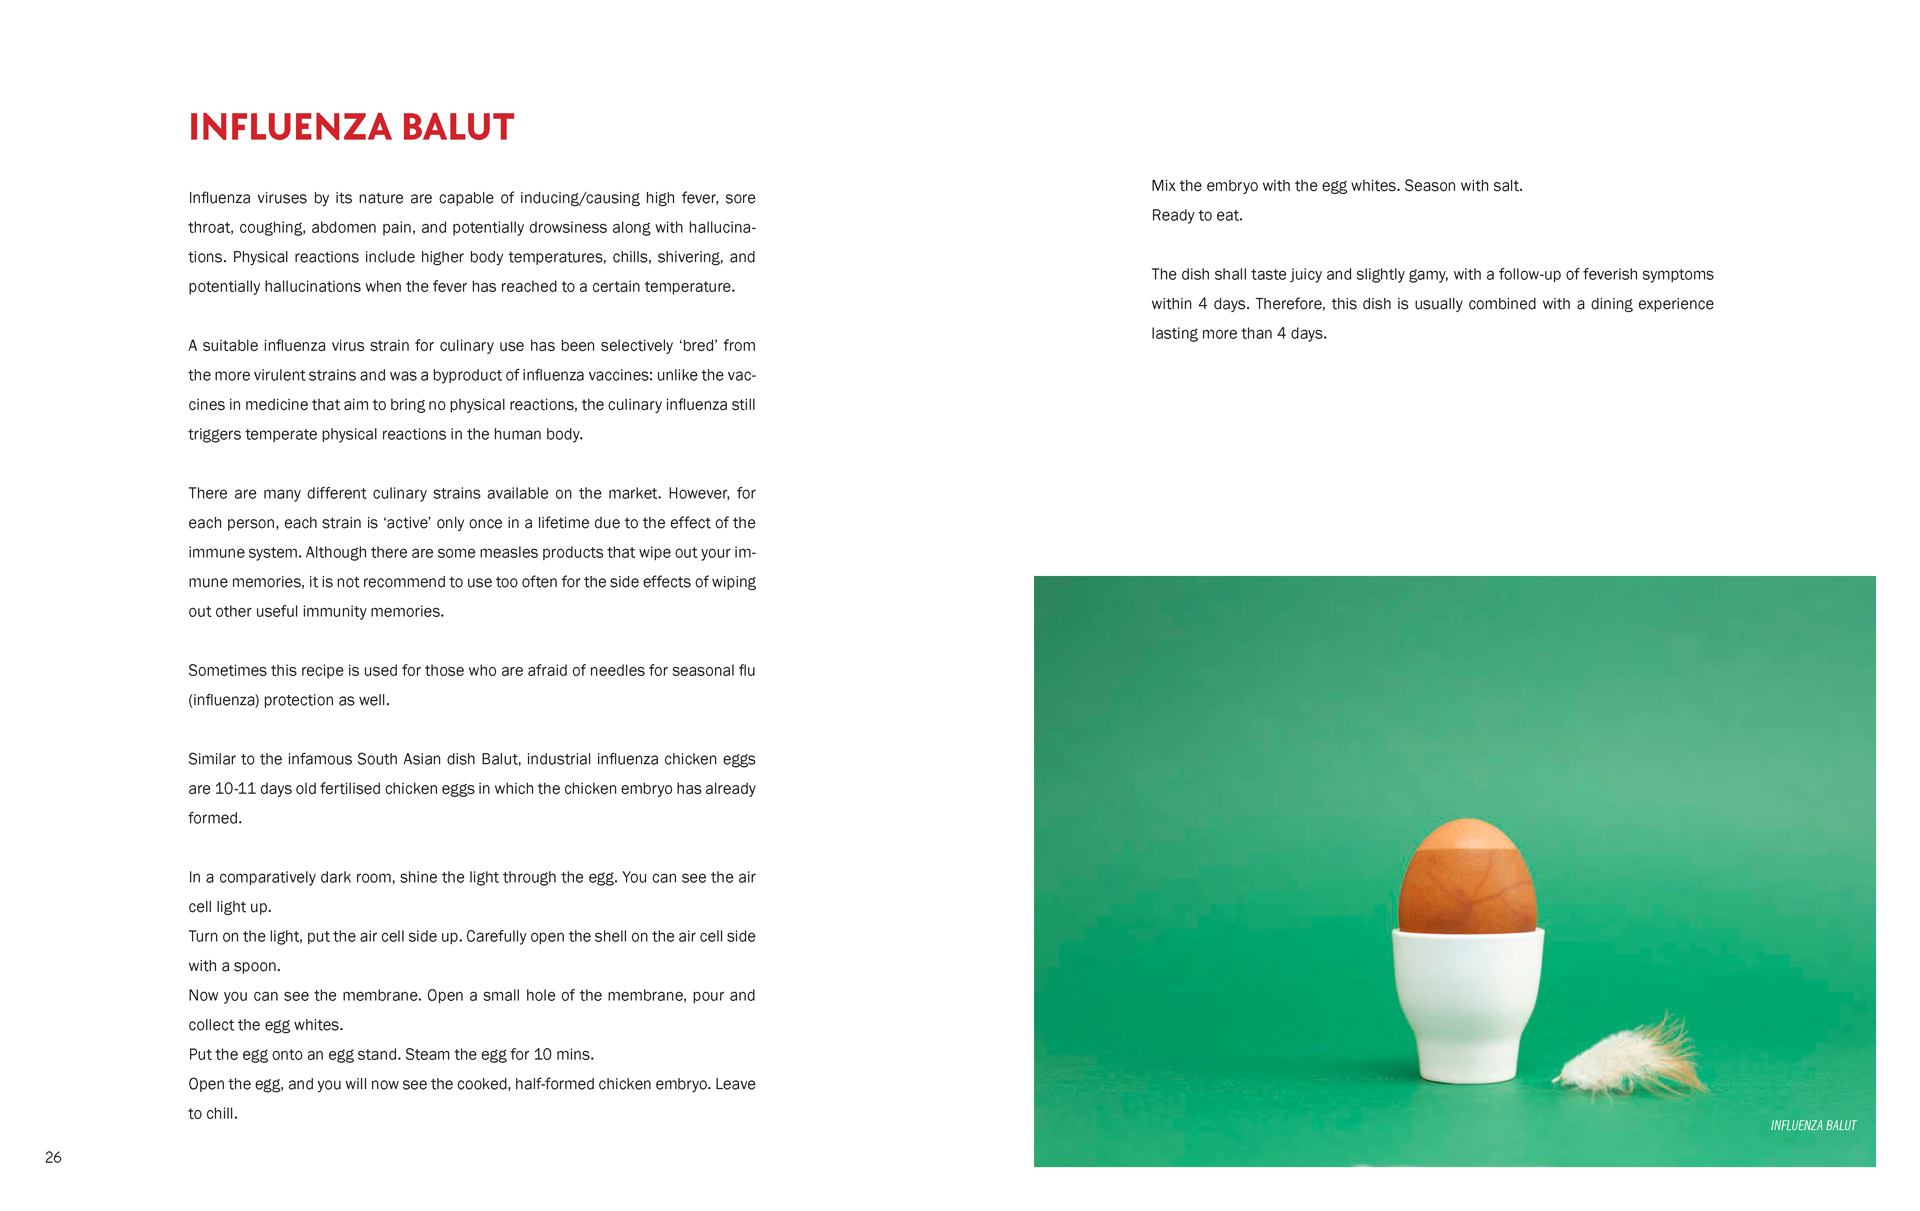 INFLUENZA BALUT
Influenza viruses by its nature are capable of inducing/causing high fever, sore
throat, coughing, abdomen pain, and potentially drowsiness along with hallucina-
tions. Physical reactions include higher body temperatures, chills, shivering, and
potentially hallucinations when the fever has reached to a certain temperature.
A suitable influenza virus strain for culinary use has been selectively ‘bred’ from
the more virulent strains and was a byproduct of influenza vaccines: unlike the vac-
cines in medicine that aim to bring no physical reactions, the culinary influenza still
triggers temperate physical reactions in the human body.
There are many different culinary strains available on the market. However, for
each person, each strain is ‘active’ only once in a lifetime due to the effect of the
immune system. Although there are some measles products that wipe out your im-
mune memories, it is not recommend to use too often for the side effects of wiping
out other useful immunity memories.
Sometimes this recipe is used for those who are afraid of needles for seasonal flu
(influenza) protection as well.
Similar to the infamous South Asian dish Balut, industrial influenza chicken eggs
are 10-11 days old fertilised chicken eggs in which the chicken embryo has already
formed.
In a comparatively dark room, shine the light through the egg. You can see the air
cell light up.
Turn on the light, put the air cell side up. Carefully open the shell on the air cell side
with a spoon.
Now you can see the membrane. Open a small hole of the membrane, pour and
collect the egg whites.
Put the egg onto an egg stand. Steam the egg for 10 mins.
Open the egg, and you will now see the cooked, half-formed chicken embryo. Leave
to chill.
26
Mix the embryo with the egg whites. Season with salt.
Ready to eat.
The dish shall taste juicy and slightly gamy, with a follow-up of feverish symptoms
within 4 days. Therefore, this dish is usually combined with a dining experience
lasting more than 4 days.
INFLUENZA BALUT